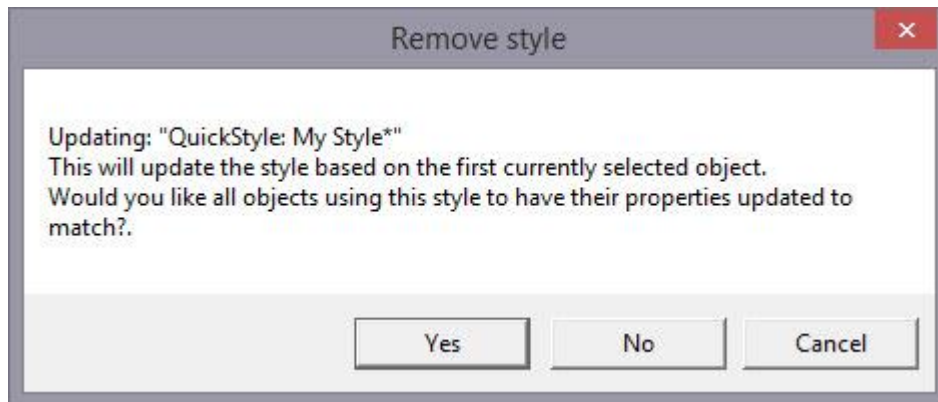 Remove style
Updating: "QuickStyle: My Style*"
This will update the style based on the first currently selected object.
Would you like all objects using this style to have their properties updated to
match?.
Yes No Cancel